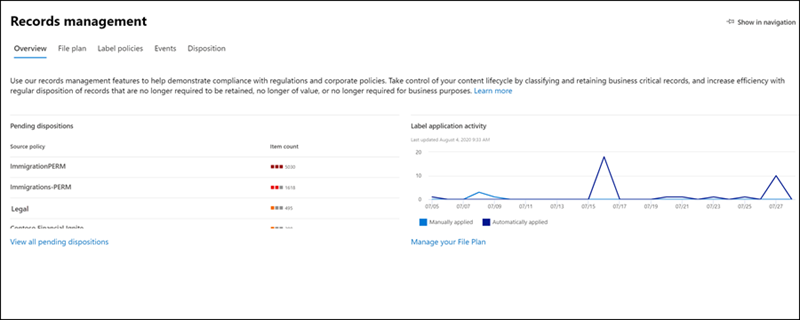 Records management
Show in navigation
Overview File plan Label policies Events Disposition
Use our records management features to help demonstrate compliance with regulations and corporate policies. Take control of your content lifecycle by classifying and retaining business critical records, and increase efficiency with
regular disposition of records that are no longer required to be retained, no longer of value, or no longer required for business purposes. Learn more
Pending dispositions
Source policy Item count
ImmigrationPERM 5030
Immigrations-PERM 1618
Legal 495
View all pending dispositions
Label application activity
Last updated August 4, 2020 9:22 AM
20
10
0
07/05 07/07 07/09 07/11 07/13 07/15 07/17 07/19 07/21 07/23 07/25 07/27
Manually applied Automatically applied
Manage your File Plan